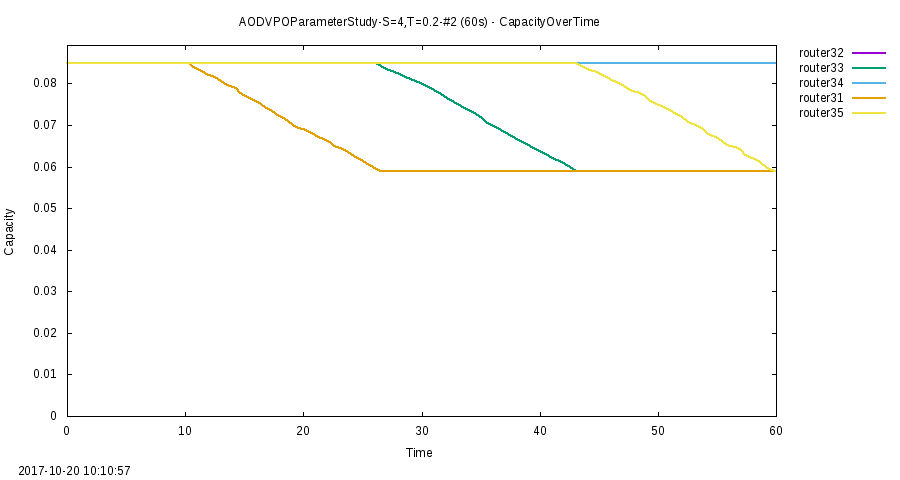 AODVPOParameterStudy-S=4,T=0.2-#2 (60s) - CapacityOverTime
router32
router33
router34
router31
router35
0.08
0.07
0.06
0.05
0.04
0.03
0.02
0.01
0
Capacity
0 10 20 30 40 50 60
Time
2017-10-20 10:10:57